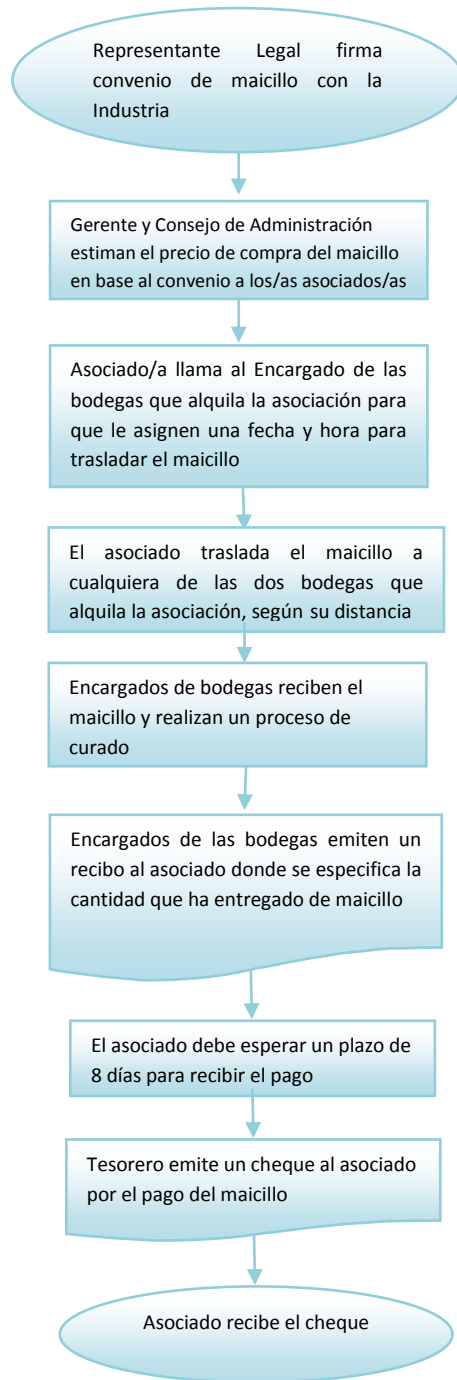 Representante Legal firma
convenio de maicillo con la
Industria
Gerente y Consejo de Administración
estiman el precio de compra del maicillo
en base al convenio a los/as asociados/as
Asociado/a llama al Encargado de las
bodegas que alquila la asociación para
que le asignen una fecha y hora para
trasladar el maicillo
El asociado traslada el maicillo a
cualquiera de las dos bodegas que
alquila la asociación, según su distancia
Encargados de bodegas reciben el
maicillo y realizan un proceso de
curado
Encargados de las bodegas emiten un
recibo al asociado donde se especifica la
cantidad que ha entregado de maicillo
El asociado debe esperar un plazo de
8 días para recibir el pago
Tesorero emite un cheque al asociado
por el pago del maicillo
Asociado recibe el cheque